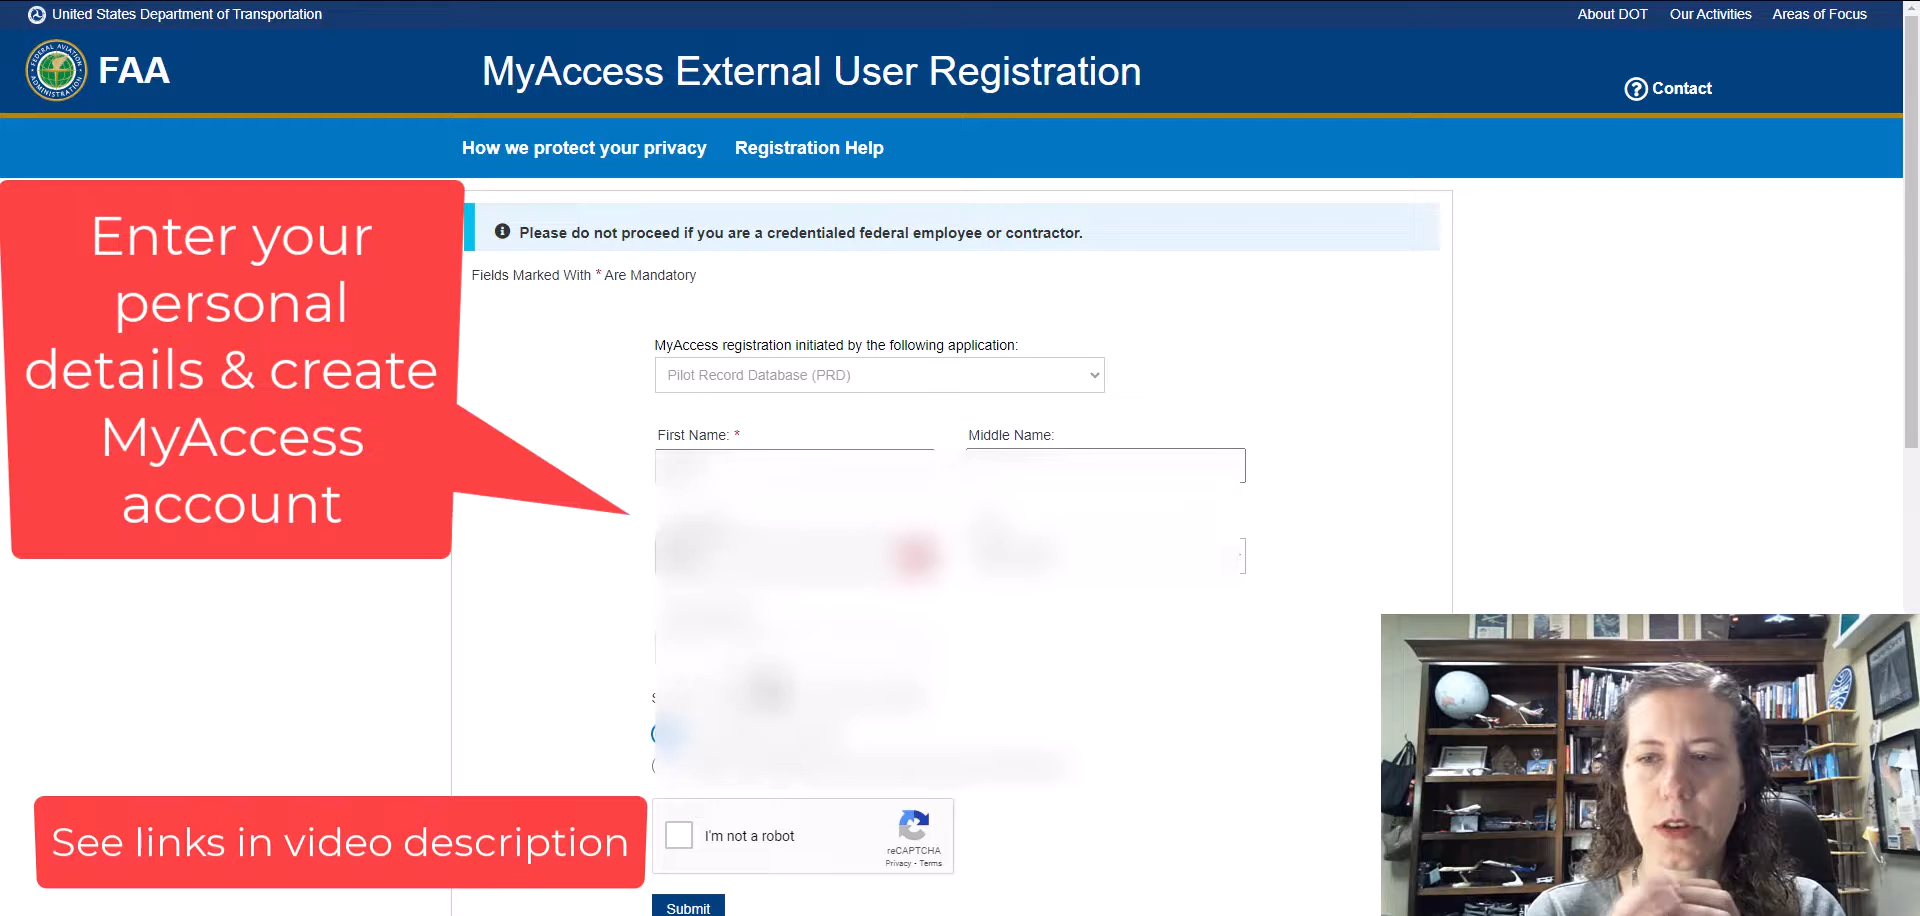 United States Department of Transportation
About DOT Our Activities Areas of Focus
FAA
MyAccess External User Registration
Contact
How we protect your privacy Registration Help
Enter your
personal
details & create
MyAccess
account
Please do not proceed if you are a credentialed federal employee or contractor.
Fields Marked With * Are Mandatory
MyAccess registration initiated by the following application:
Pilot Record Database (PRD)
First Name: *
Middle Name:
See links in video description
I'm not a robot
reCAPTCHA
Privacy - Terms
Submit